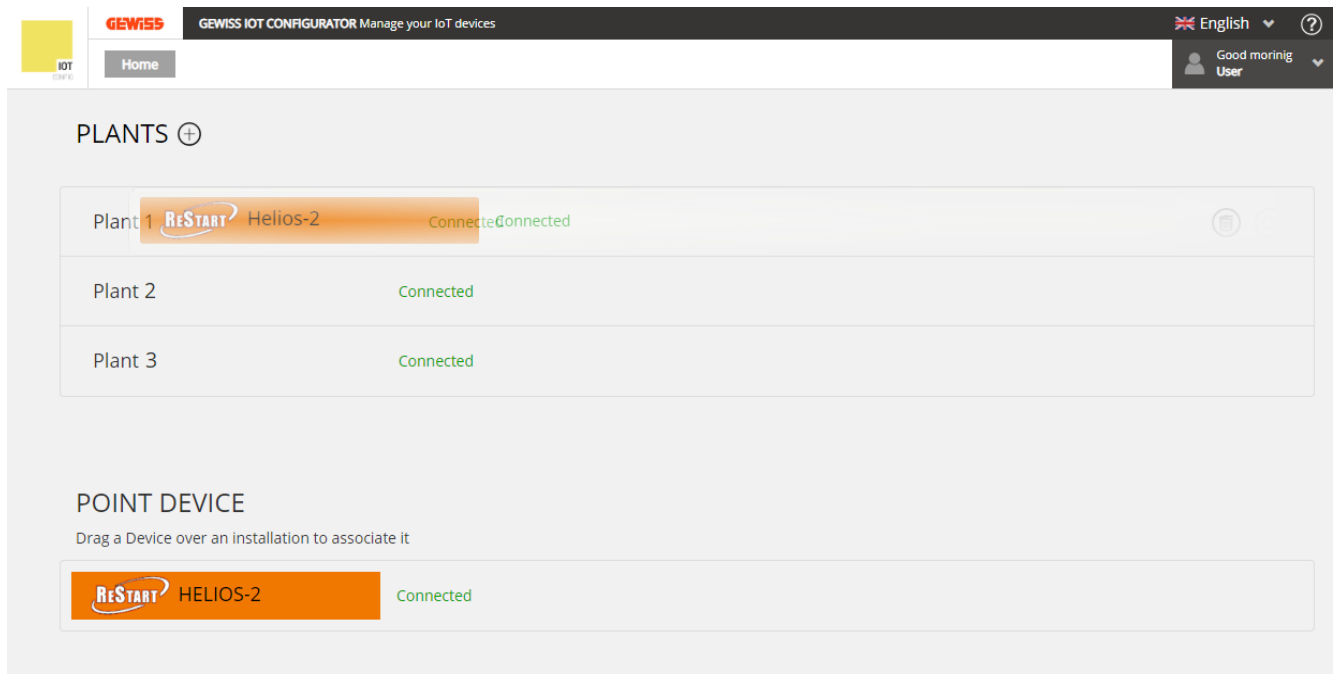 GEWISS GEWISS IOT CONFIGURATOR Manage your IoT devices English ?
IOT
CONFIG
Home
Good morinig
User
PLANTS
Plant 1 RESTART Helios-2 Connected Connected
Plant 2 Connected
Plant 3 Connected
POINT DEVICE
Drag a Device over an installation to associate it
RESTART HELIOS-2 Connected